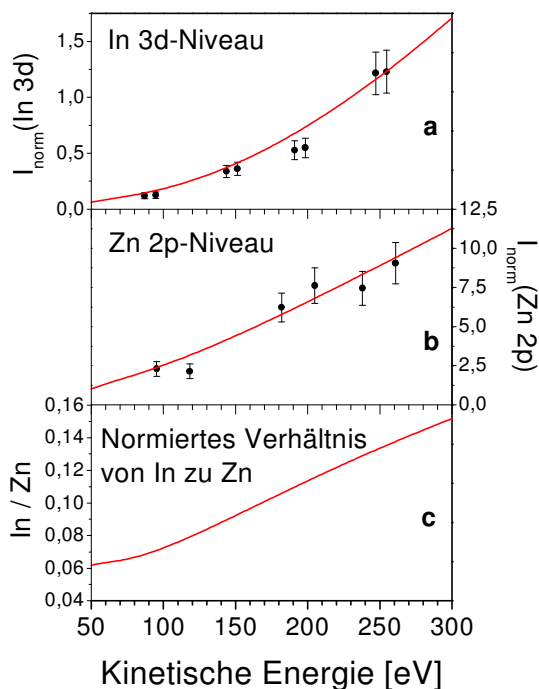 1,5
1,0
0,5
0,0
I_norm(In 3d)
In 3d-Niveau
a
12,5
10,0
7,5
5,0
2,5
0,0
I_norm(Zn 2p)
Zn 2p-Niveau
b
0,16
0,14
0,12
0,10
0,08
0,06
0,04
In / Zn
Normiertes Verhältnis
von In zu Zn
c
50 100 150 200 250 300
Kinetische Energie [eV]